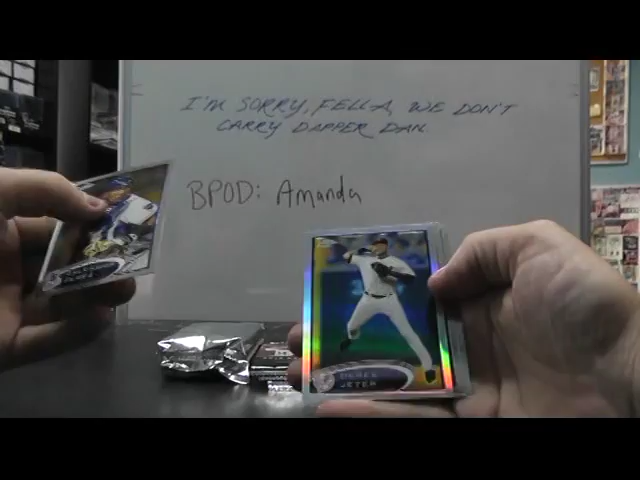 I'M SORRY, FELLA, WE DON'T
CARRY DAPPER DAN
BPOD: Amanda
DEREK
JETER